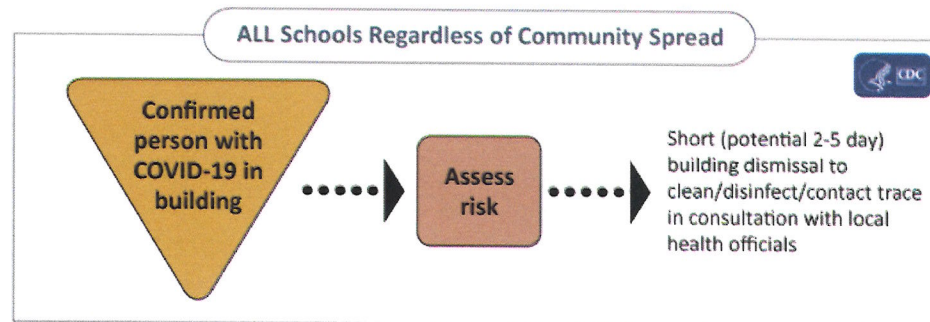 ALL Schools Regardless of Community Spread
CDC
Confirmed
person with
COVID-19 in
building
Assess
risk
Short (potential 2-5 day)
building dismissal to
clean/disinfect/contact trace
in consultation with local
health officials